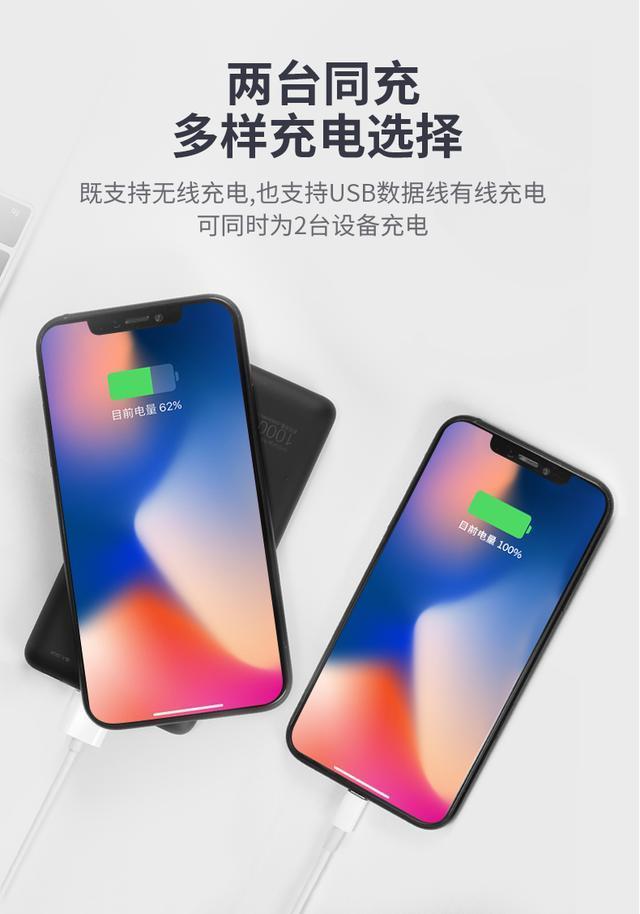 两台同充
多样充电选择
既支持无线充电,也支持USB数据线有线充电
可同时为2台设备充电
目前电量 62%
目前电量 100%